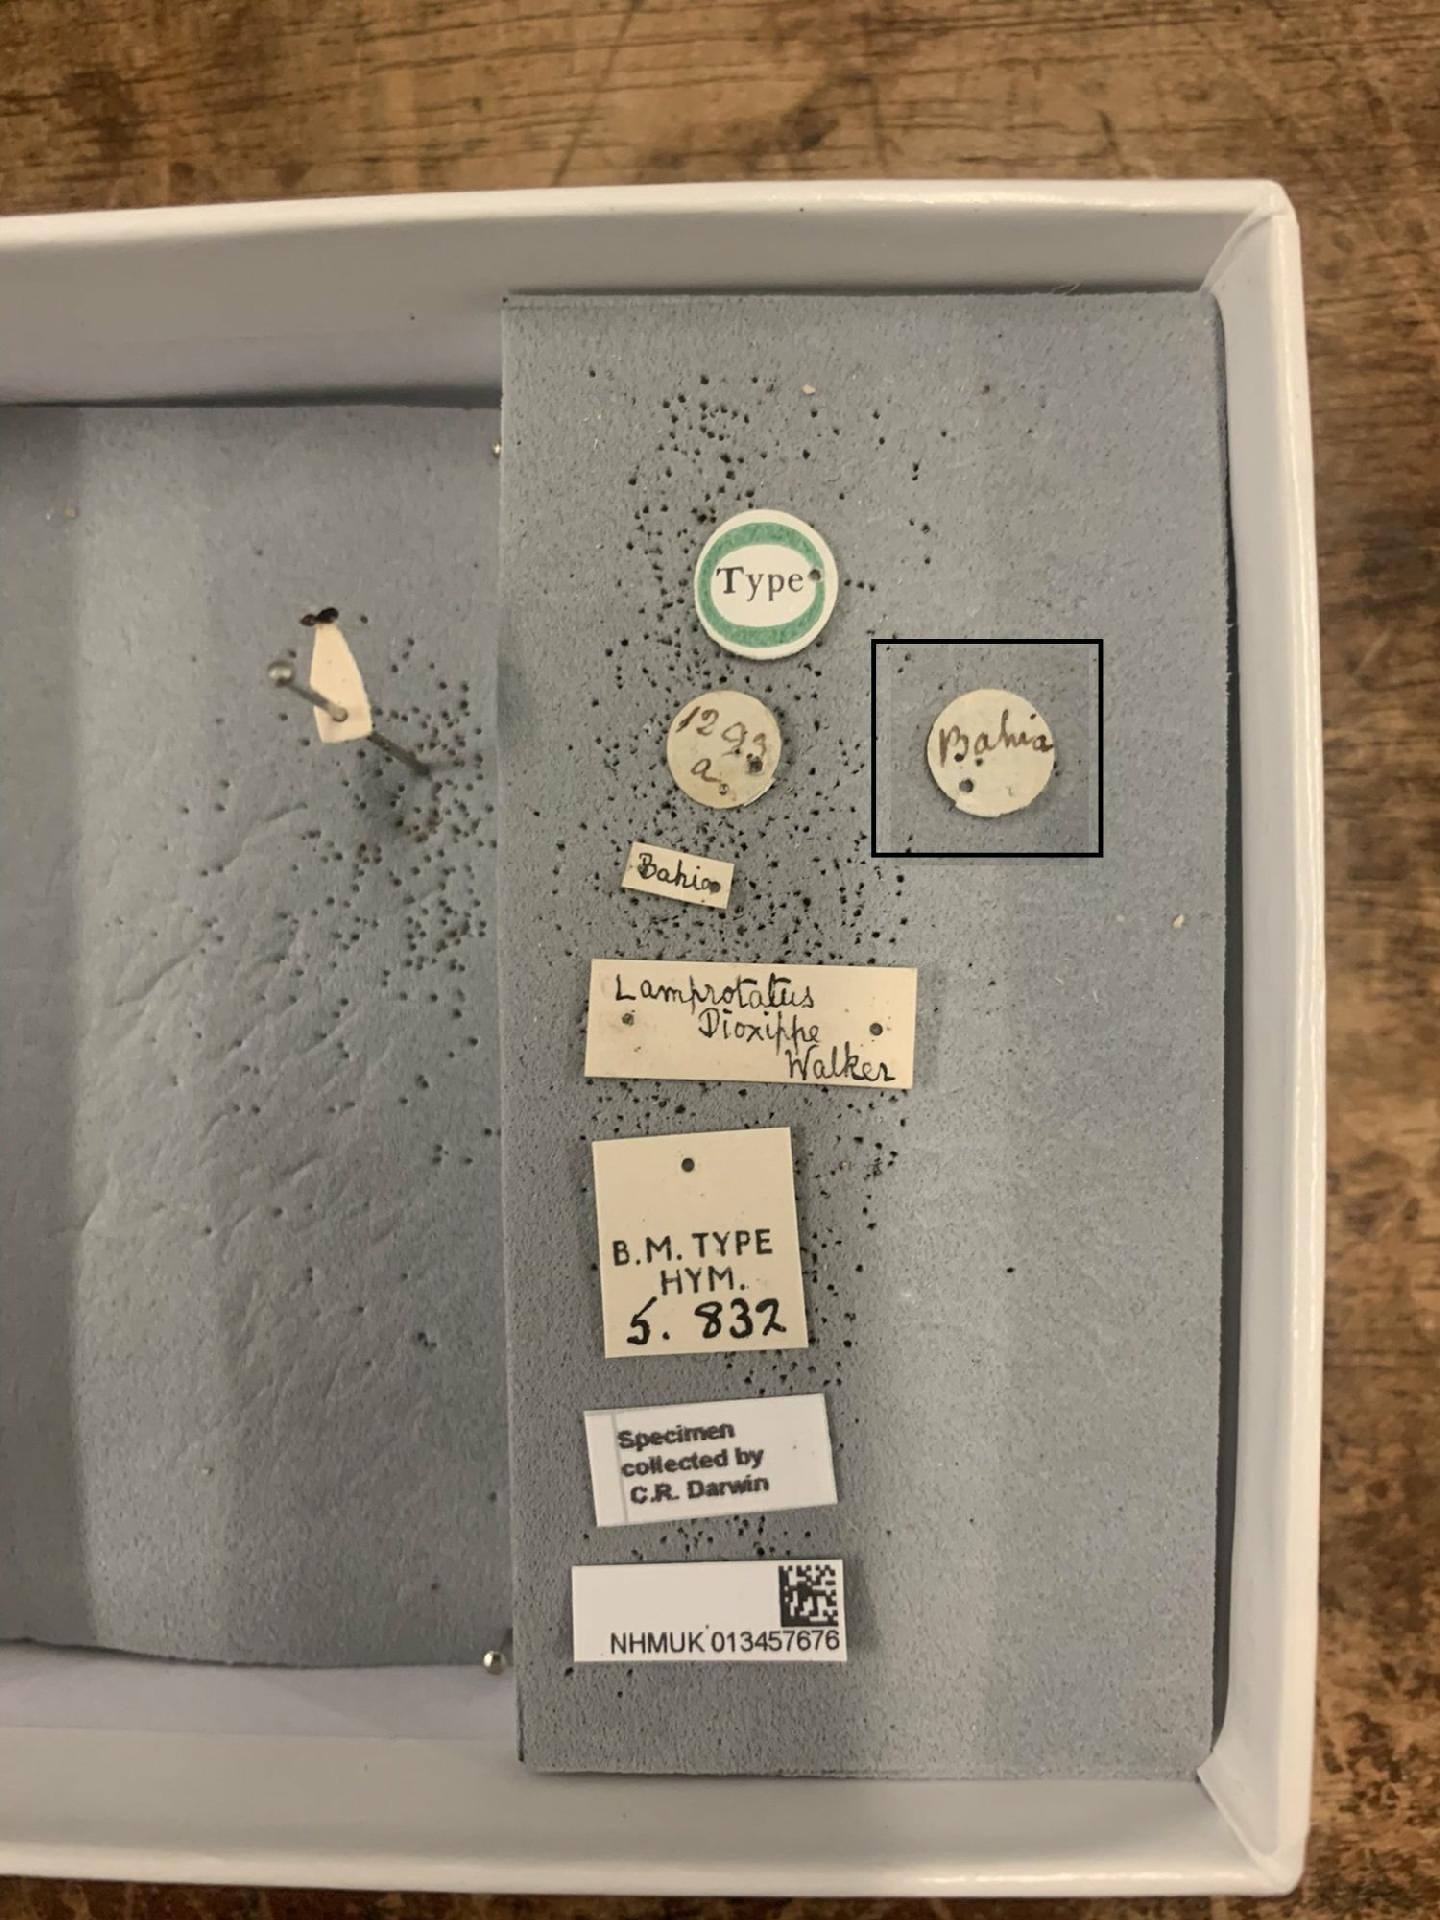 Type
1293
a.
Bahia
Bahia
Lamprotatus
Dioxippe
Walker
B.M. TYPE
HYM.
5. 832
Specimen
collected by
C.R. Darwin
NHMUK 013457676